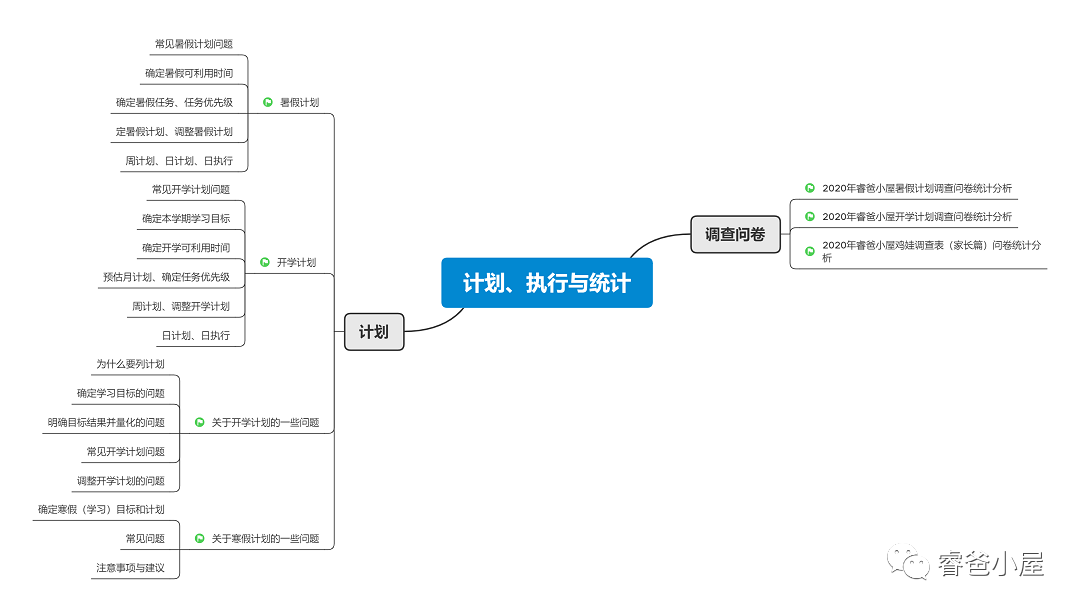 计划、执行与统计
计划
暑假计划
常见暑假计划问题
确定暑假可利用时间
确定暑假任务、任务优先级
定暑假计划、调整暑假计划
周计划、日计划、日执行
开学计划
常见开学计划问题
确定本学期学习目标
确定开学可利用时间
预估月计划、确定任务优先级
周计划、调整开学计划
日计划、日执行
关于开学计划的一些问题
为什么要列计划
确定学习目标的问题
明确目标结果并量化的问题
常见开学计划问题
调整开学计划的问题
关于寒假计划的一些问题
确定寒假（学习）目标和计划
常见问题
注意事项与建议
调查问卷
2020年睿爸小屋暑假计划调查问卷统计分析
2020年睿爸小屋开学计划调查问卷统计分析
2020年睿爸小屋鸡娃调查表（家长篇）问卷统计分
析
睿爸小屋